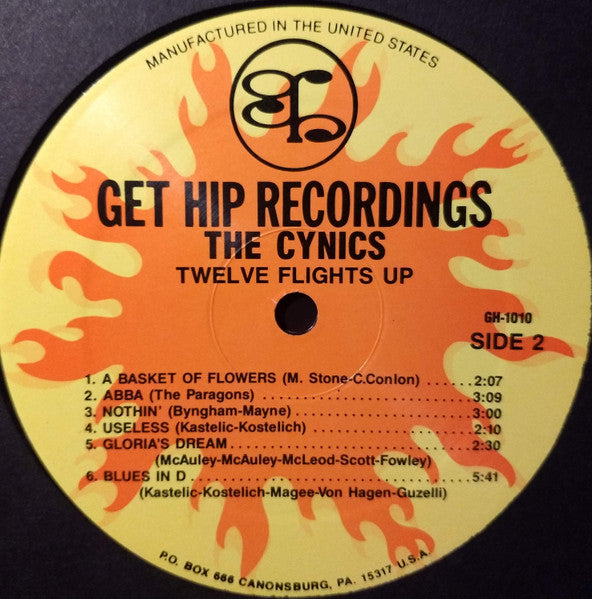 MANUFACTURED IN THE UNITED STATES
GET HIP RECORDINGS
THE CYNICS
TWELVE FLIGHTS UP
GH-1010
SIDE 2
1. A BASKET OF FLOWERS (M. Stone-C.Conlon) ......2:07
2. ABBA (The Paragons) ........................3:09
3. NOTHIN' (Byngham-Mayne) ...................3:00
4. USELESS (Kastelic-Kostelich) .................2:10
5. GLORIA'S DREAM...........................2:30
(McAuley-McAuley-McLeod-Scott-Fowley)
6. BLUES IN D .................................5:41
(Kastelic-Kostelich-Magee-Von Hagen-Guzelli)
P.O. BOX 666 CANONSBURG, PA. 15317 U.S.A.